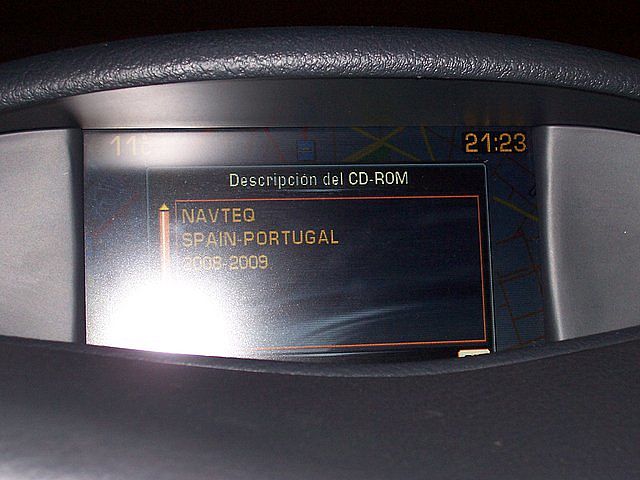 21:23
Descripción del CD-ROM
NAVTEQ
SPAIN-PORTUGAL
2008-2009